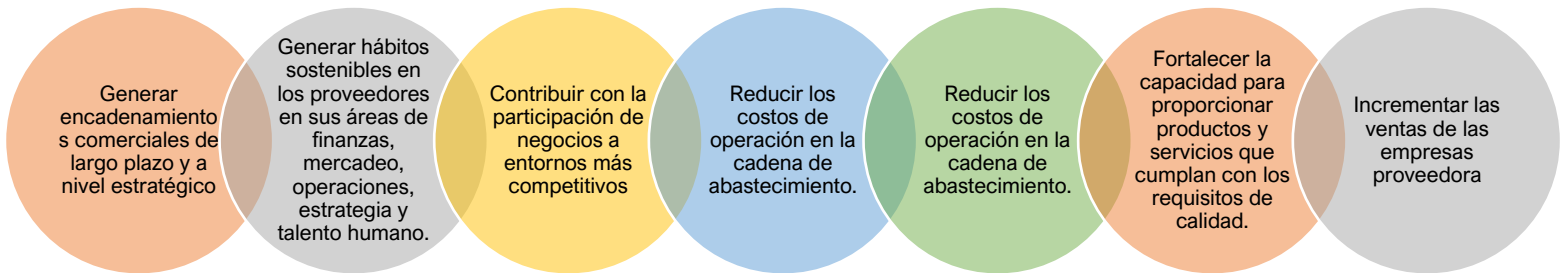 Generar
encadenamiento
s comerciales de
largo plazo y a
nivel estratégico
Generar hábitos
sostenibles en
los proveedores
en sus áreas de
finanzas,
mercadeo,
operaciones,
estrategia y
talento humano.
Contribuir con la
participación de
negocios a
entornos más
competitivos
Reducir los
costos de
operación en la
cadena de
abastecimiento.
Reducir los
costos de
operación en la
cadena de
abastecimiento.
Fortalecer la
capacidad para
proporcionar
productos y
servicios que
cumplan con los
requisitos de
calidad.
Incrementar las
ventas de las
empresas
proveedora